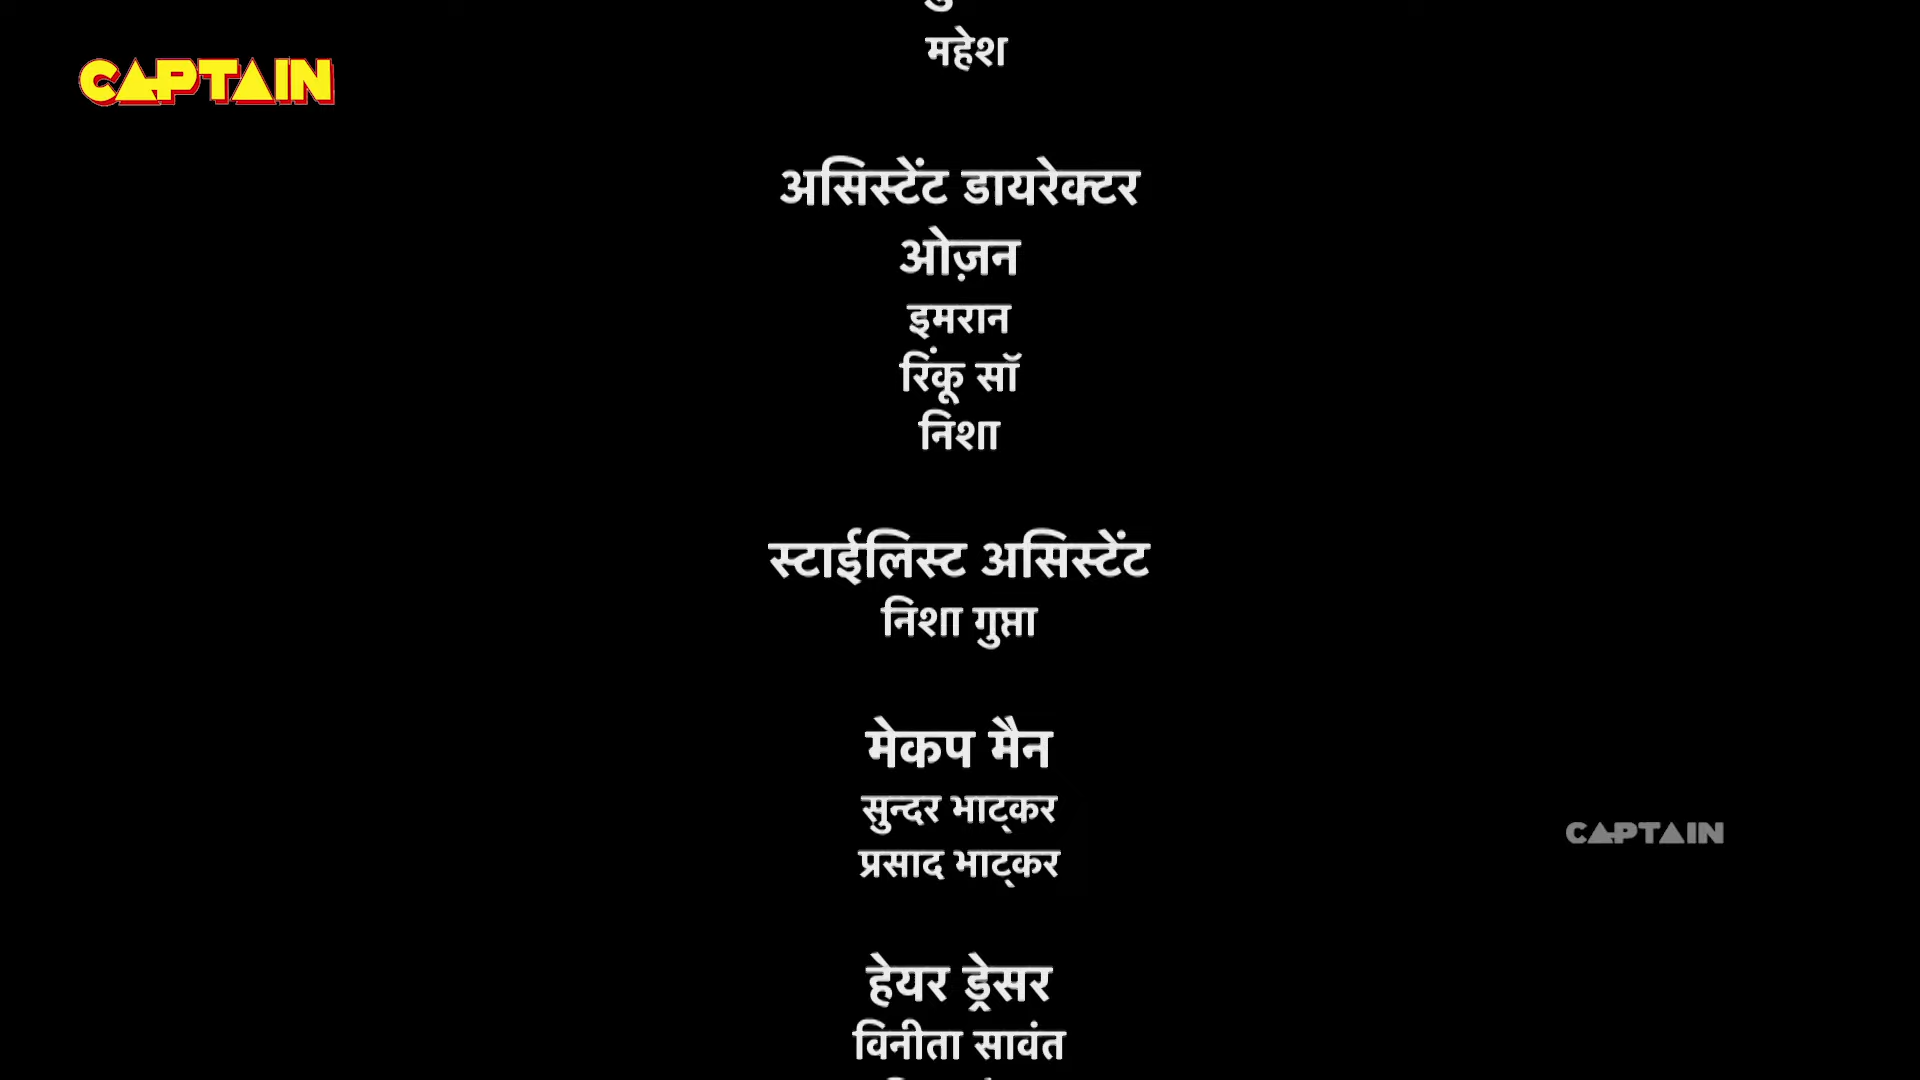 महेश
CAPTAIN
असिस्टेंट डायरेक्टर
ओज़न
इमरान
रिंकू सॉ
निशा
स्टाईलिस्ट असिस्टेंट
निशा गुप्ता
मेकप मैन
सुन्दर भाट्कर
प्रसाद भाट्कर
CAPTAIN
हेयर ड्रेसर
विनीता सावंत